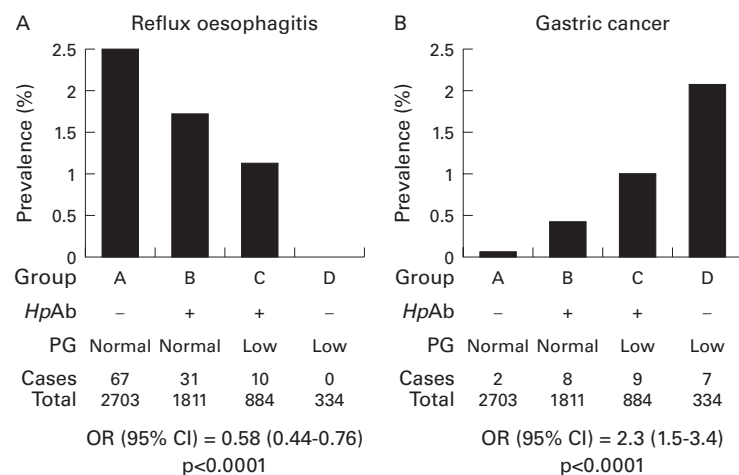 A Reflux oesophagitis
2.5
2
1.5
1
0.5
0
Prevalence (%)
Group A B C D
HpAb – + + –
PG Normal Normal Low Low
Cases 67 31 10 0
Total 2703 1811 884 334
OR (95% CI) = 0.58 (0.44-0.76)
p<0.0001
B Gastric cancer
2.5
2
1.5
1
0.5
0
Prevalence (%)
Group A B C D
HpAb – + + –
PG Normal Normal Low Low
Cases 2 8 9 7
Total 2703 1811 884 334
OR (95% CI) = 2.3 (1.5-3.4)
p<0.0001